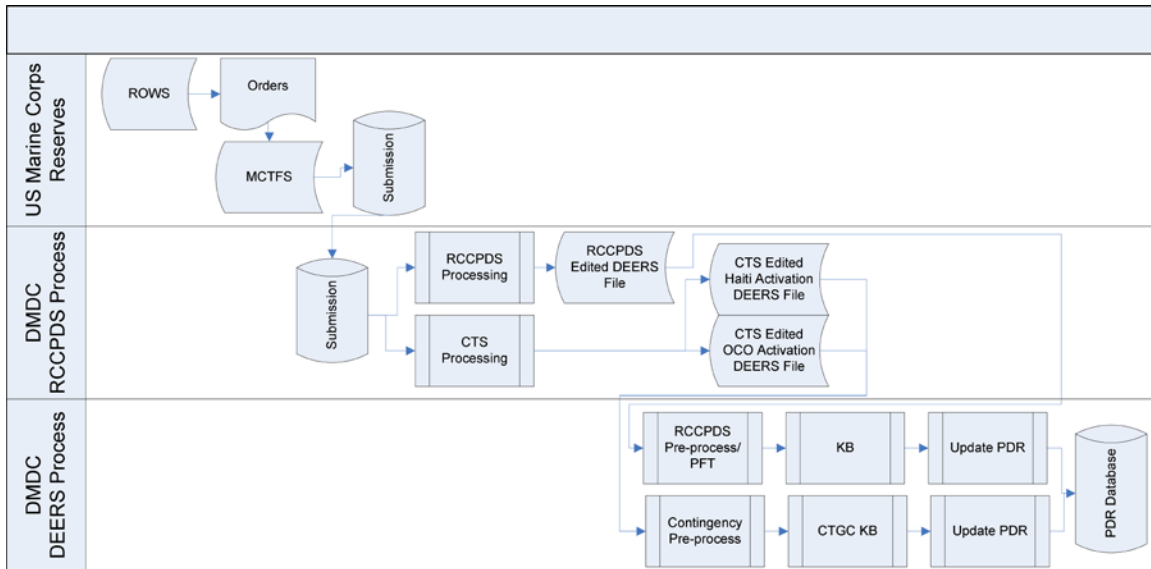 US Marine Corps
Reserves
ROWS
Orders
MCTFS
Submission
DMDC
RCCPDS Process
Submission
RCCPDS
Processing
RCCPDS
Edited DEERS
File
CTS Edited
Haiti Activation
DEERS File
CTS
Processing
CTS Edited
OCO Activation
DEERS File
DMDC
DEERS Process
RCCPDS
Pre-process/
PFT
KB
Update PDR
PDR Database
Contingency
Pre-process
CTGC KB
Update PDR